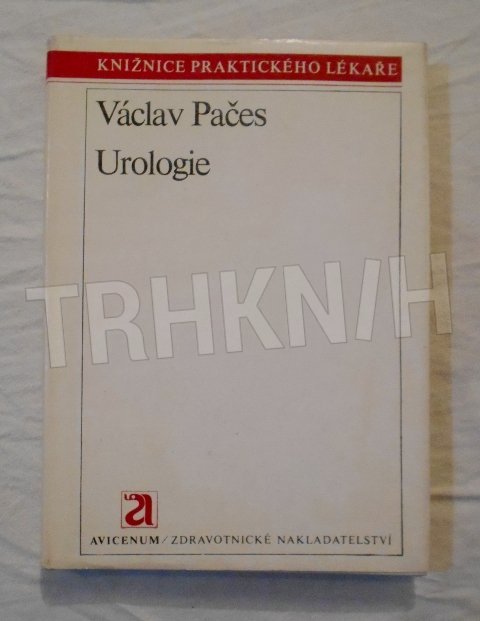 KNIŽNICE PRAKTICKÉHO LÉKAŘE
Václav Pačes
Urologie
TRHKNIH
a
AVICENUM / ZDRAVOTNICKÉ NAKLADATELSTVÍ